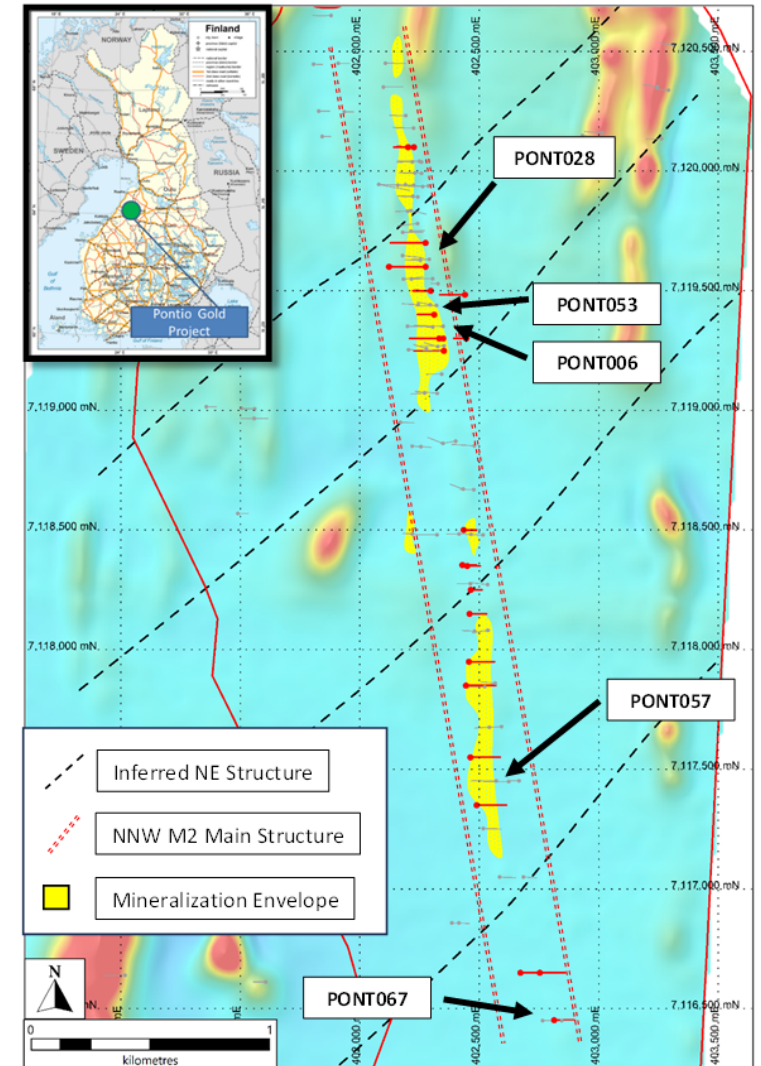 Finland
NORWAY
SWEDEN
RUSSIA
Pontio Gold
Project
402,000 mE
402,500 mE
403,000 mE
403,500 mE
7,120,500 mN
PONT028
7,120,000 mN
PONT053
7,119,500 mN
PONT006
7,119,000 mN
7,119,000 mN
7,118,500 mN
7,118,500 mN
7,118,000 mN
7,118,000 mN
PONT057
Inferred NE Structure
7,117,500 mN
NNW M2 Main Structure
Mineralization Envelope
7,117,000 mN
N
PONT067
7,116,500 mN
0
1
kilometres
402,000 mE
402,500 mE
403,000 mE
403,500 mE